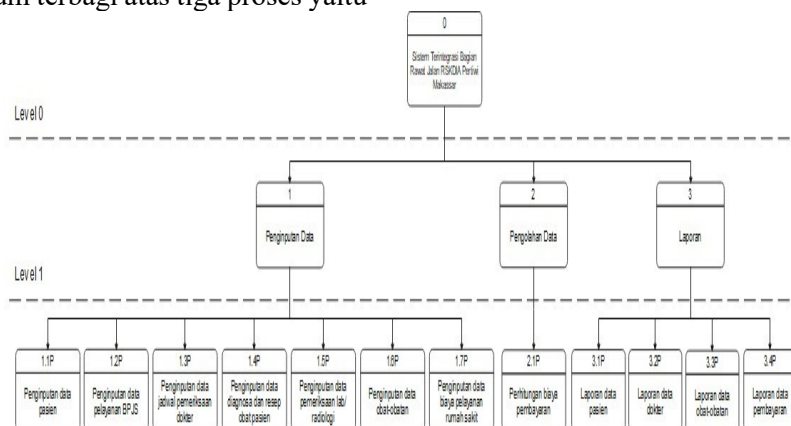 terbagi atas tiga proses yaitu
0
Sistem Terintegrasi Bagian
Rawat Jalan RSKDIA Pertiwi
Makassar
Level 0
1
Penginputan Data
2
Pengolahan Data
3
Laporan
Level 1
1.1P
Penginputan data
pasien
1.2P
Penginputan data
pelayanan BPJS
1.3P
Penginputan data
jadwal pemeriksaan
dokter
1.4P
Penginputan data
diagnosa dan resep
obat pasien
1.5P
Penginputan data
pemeriksaan lab/
radiologi
1.6P
Penginputan data
obat-obatan
1.7P
Penginputan data
biaya pelayanan
rumah sakit
2.1P
Perhitungan biaya
pembayaran
3.1P
Laporan data
pasien
3.2P
Laporan data
dokter
3.3P
Laporan data
obat-obatan
3.4P
Laporan data
pembayaran